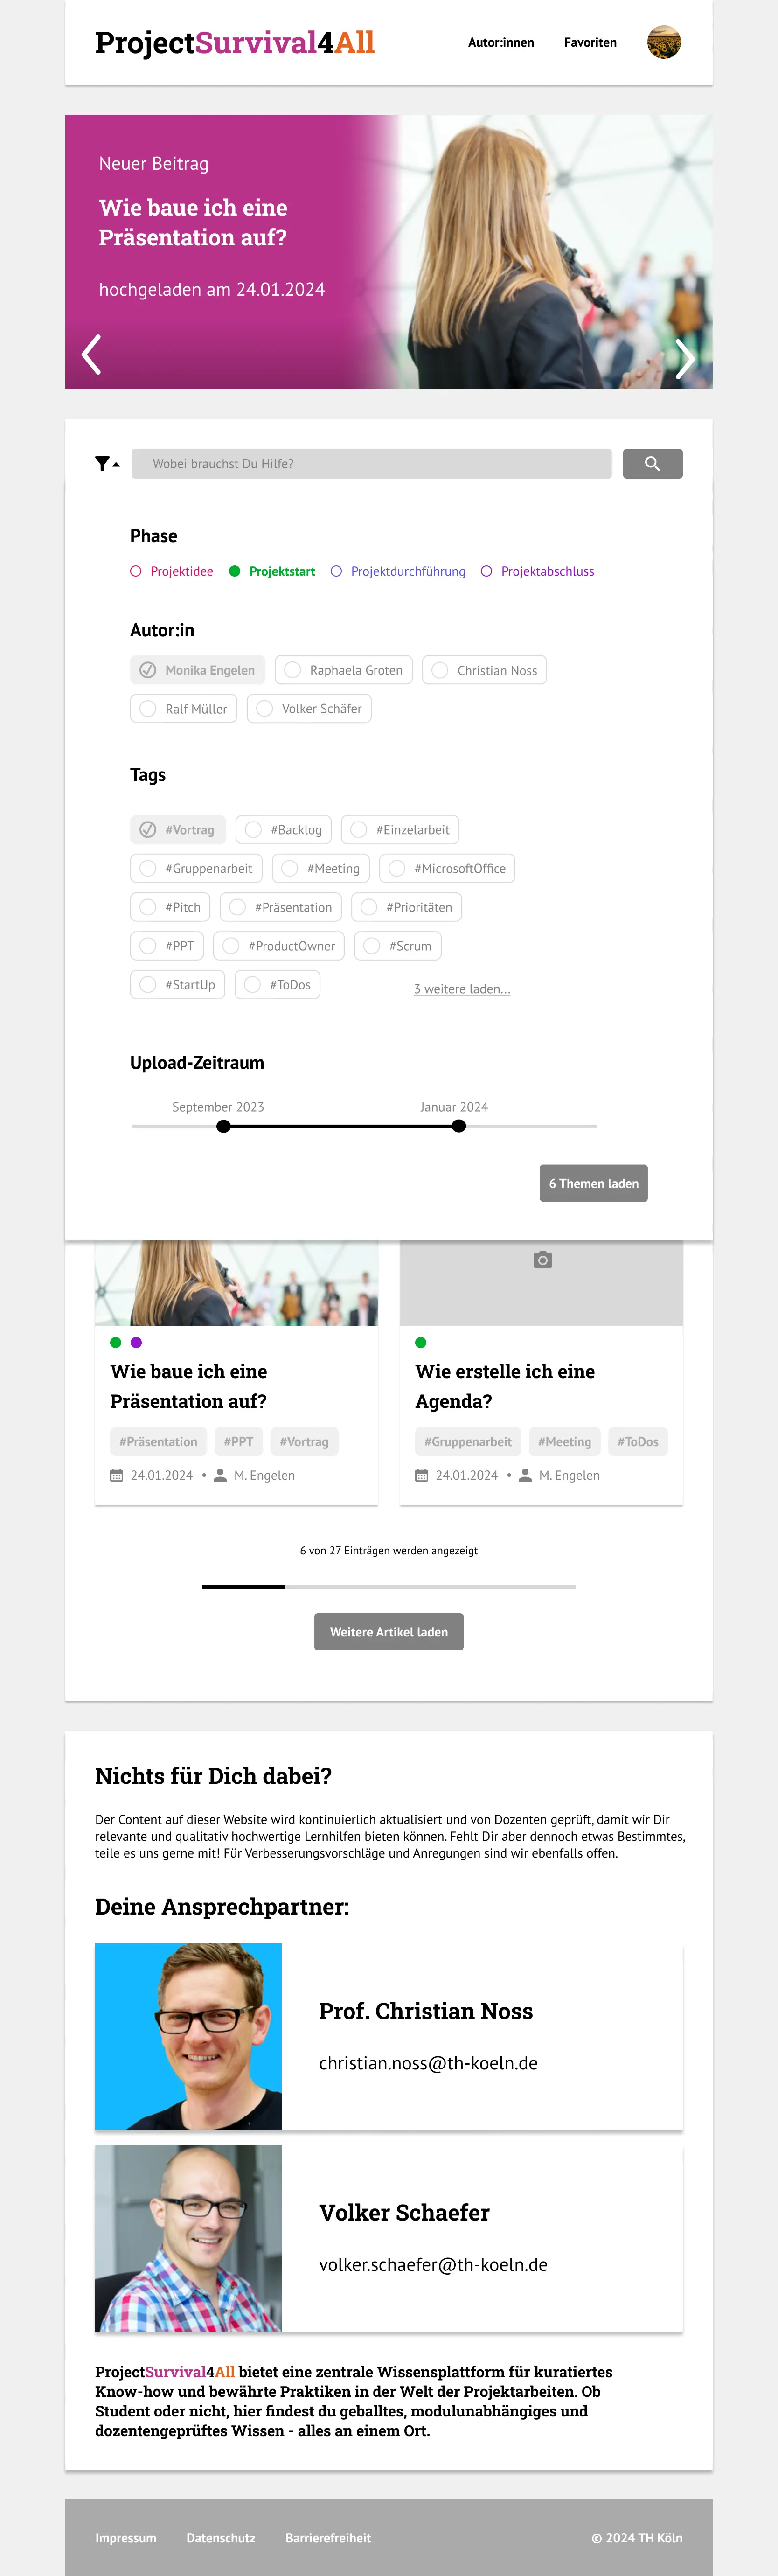 ProjectSurvival4All
Autor:innen Favoriten
Neuer Beitrag
Wie baue ich eine
Präsentation auf?
hochgeladen am 24.01.2024
Wobei brauchst Du Hilfe?
Phase
Projektidee Projektstart Projektdurchführung Projektabschluss
Autor:in
Monika Engelen Raphaela Groten Christian Noss
Ralf Müller Volker Schäfer
Tags
#Vortrag #Backlog #Einzelarbeit
#Gruppenarbeit #Meeting #MicrosoftOffice
#Pitch #Präsentation #Prioritäten
#PPT #ProductOwner #Scrum
#StartUp #ToDos 3 weitere laden...
Upload-Zeitraum
September 2023 Januar 2024
6 Themen laden
Wie baue ich eine
Präsentation auf?
#Präsentation #PPT #Vortrag
24.01.2024 • M. Engelen
Wie erstelle ich eine
Agenda?
#Gruppenarbeit #Meeting #ToDos
24.01.2024 • M. Engelen
6 von 27 Einträgen werden angezeigt
Weitere Artikel laden
Nichts für Dich dabei?
Der Content auf dieser Website wird kontinuierlich aktualisiert und von Dozenten geprüft, damit wir Dir
relevante und qualitativ hochwertige Lernhilfen bieten können. Fehlt Dir aber dennoch etwas Bestimmtes,
teile es uns gerne mit! Für Verbesserungsvorschläge und Anregungen sind wir ebenfalls offen.
Deine Ansprechpartner:
Prof. Christian Noss
christian.noss@th-koeln.de
Volker Schaefer
volker.schaefer@th-koeln.de
ProjectSurvival4All bietet eine zentrale Wissensplattform für kuratiertes
Know-how und bewährte Praktiken in der Welt der Projektarbeiten. Ob
Student oder nicht, hier findest du geballtes, modulunabhängiges und
dozentengeprüftes Wissen - alles an einem Ort.
Impressum Datenschutz Barrierefreiheit © 2024 TH Köln